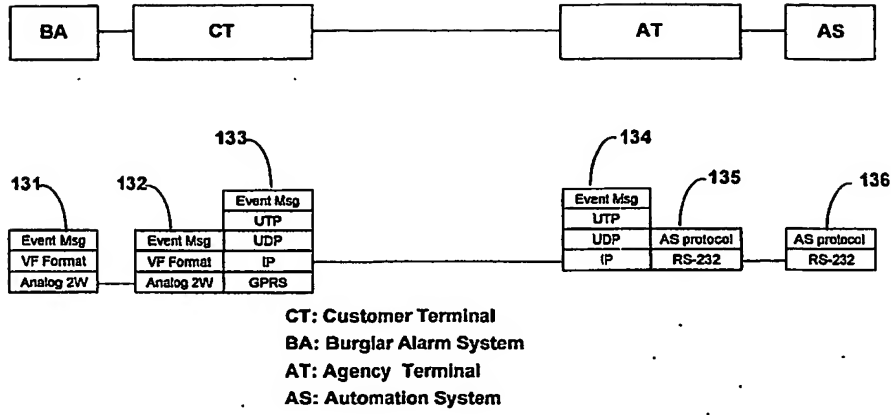 BA CT AT AS
133 134
131 132 135 136
Event Msg Event Msg
UTP UTP
Event Msg Event Msg UDP UDP AS protocol AS protocol
VF Format VF Format IP IP RS-232 RS-232
Analog 2W Analog 2W GPRS
CT: Customer Terminal
BA: Burglar Alarm System
AT: Agency Terminal
AS: Automation System